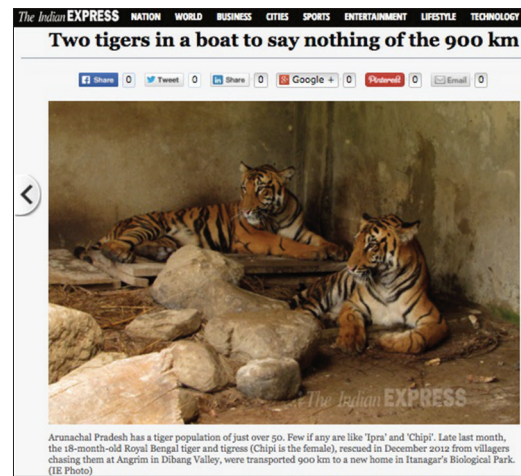 The Indian EXPRESS NATION WORLD BUSINESS CITIES SPORTS ENTERTAINMENT LIFESTYLE TECHNOLOGY
Two tigers in a boat to say nothing of the 900 km
Share 0 Tweet 0 Share 0 Google + 0 Pinterest 0 Email 0
The Indian EXPRESS
Arunachal Pradesh has a tiger population of just over 50. Few if any are like 'Ipra' and 'Chipi'. Late last month,
the 18-month-old Royal Bengal tiger and tigress (Chipi is the female), rescued in December 2012 from villagers
chasing them at Angrim in Dibang Valley, were transported 900 km to a new home in Itanagar's Biological Park.
(IE Photo)